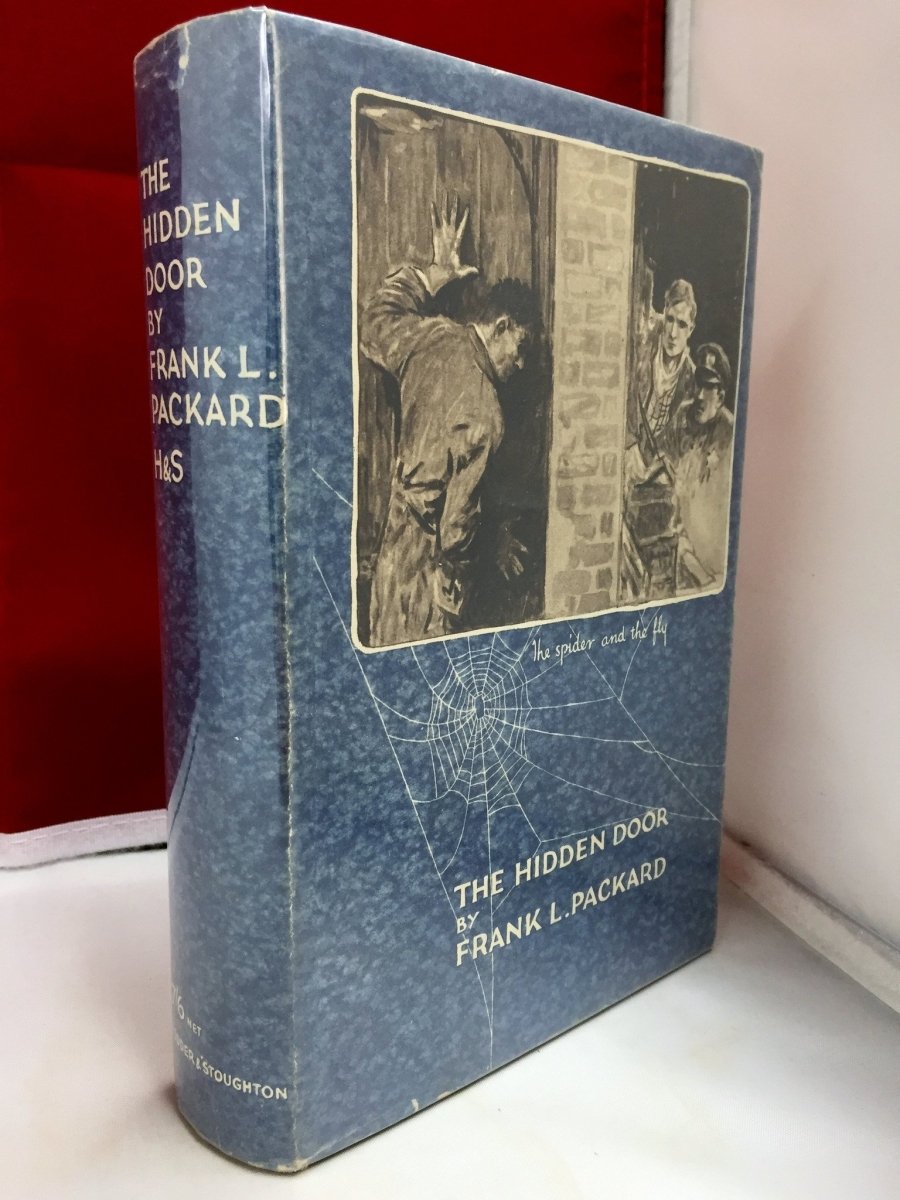 THE
HIDDEN
DOOR
BY
FRANK L.
PACKARD
H&S
NET
& STOUGHTON
The spider and the fly
THE HIDDEN DOOR
BY
FRANK L. PACKARD